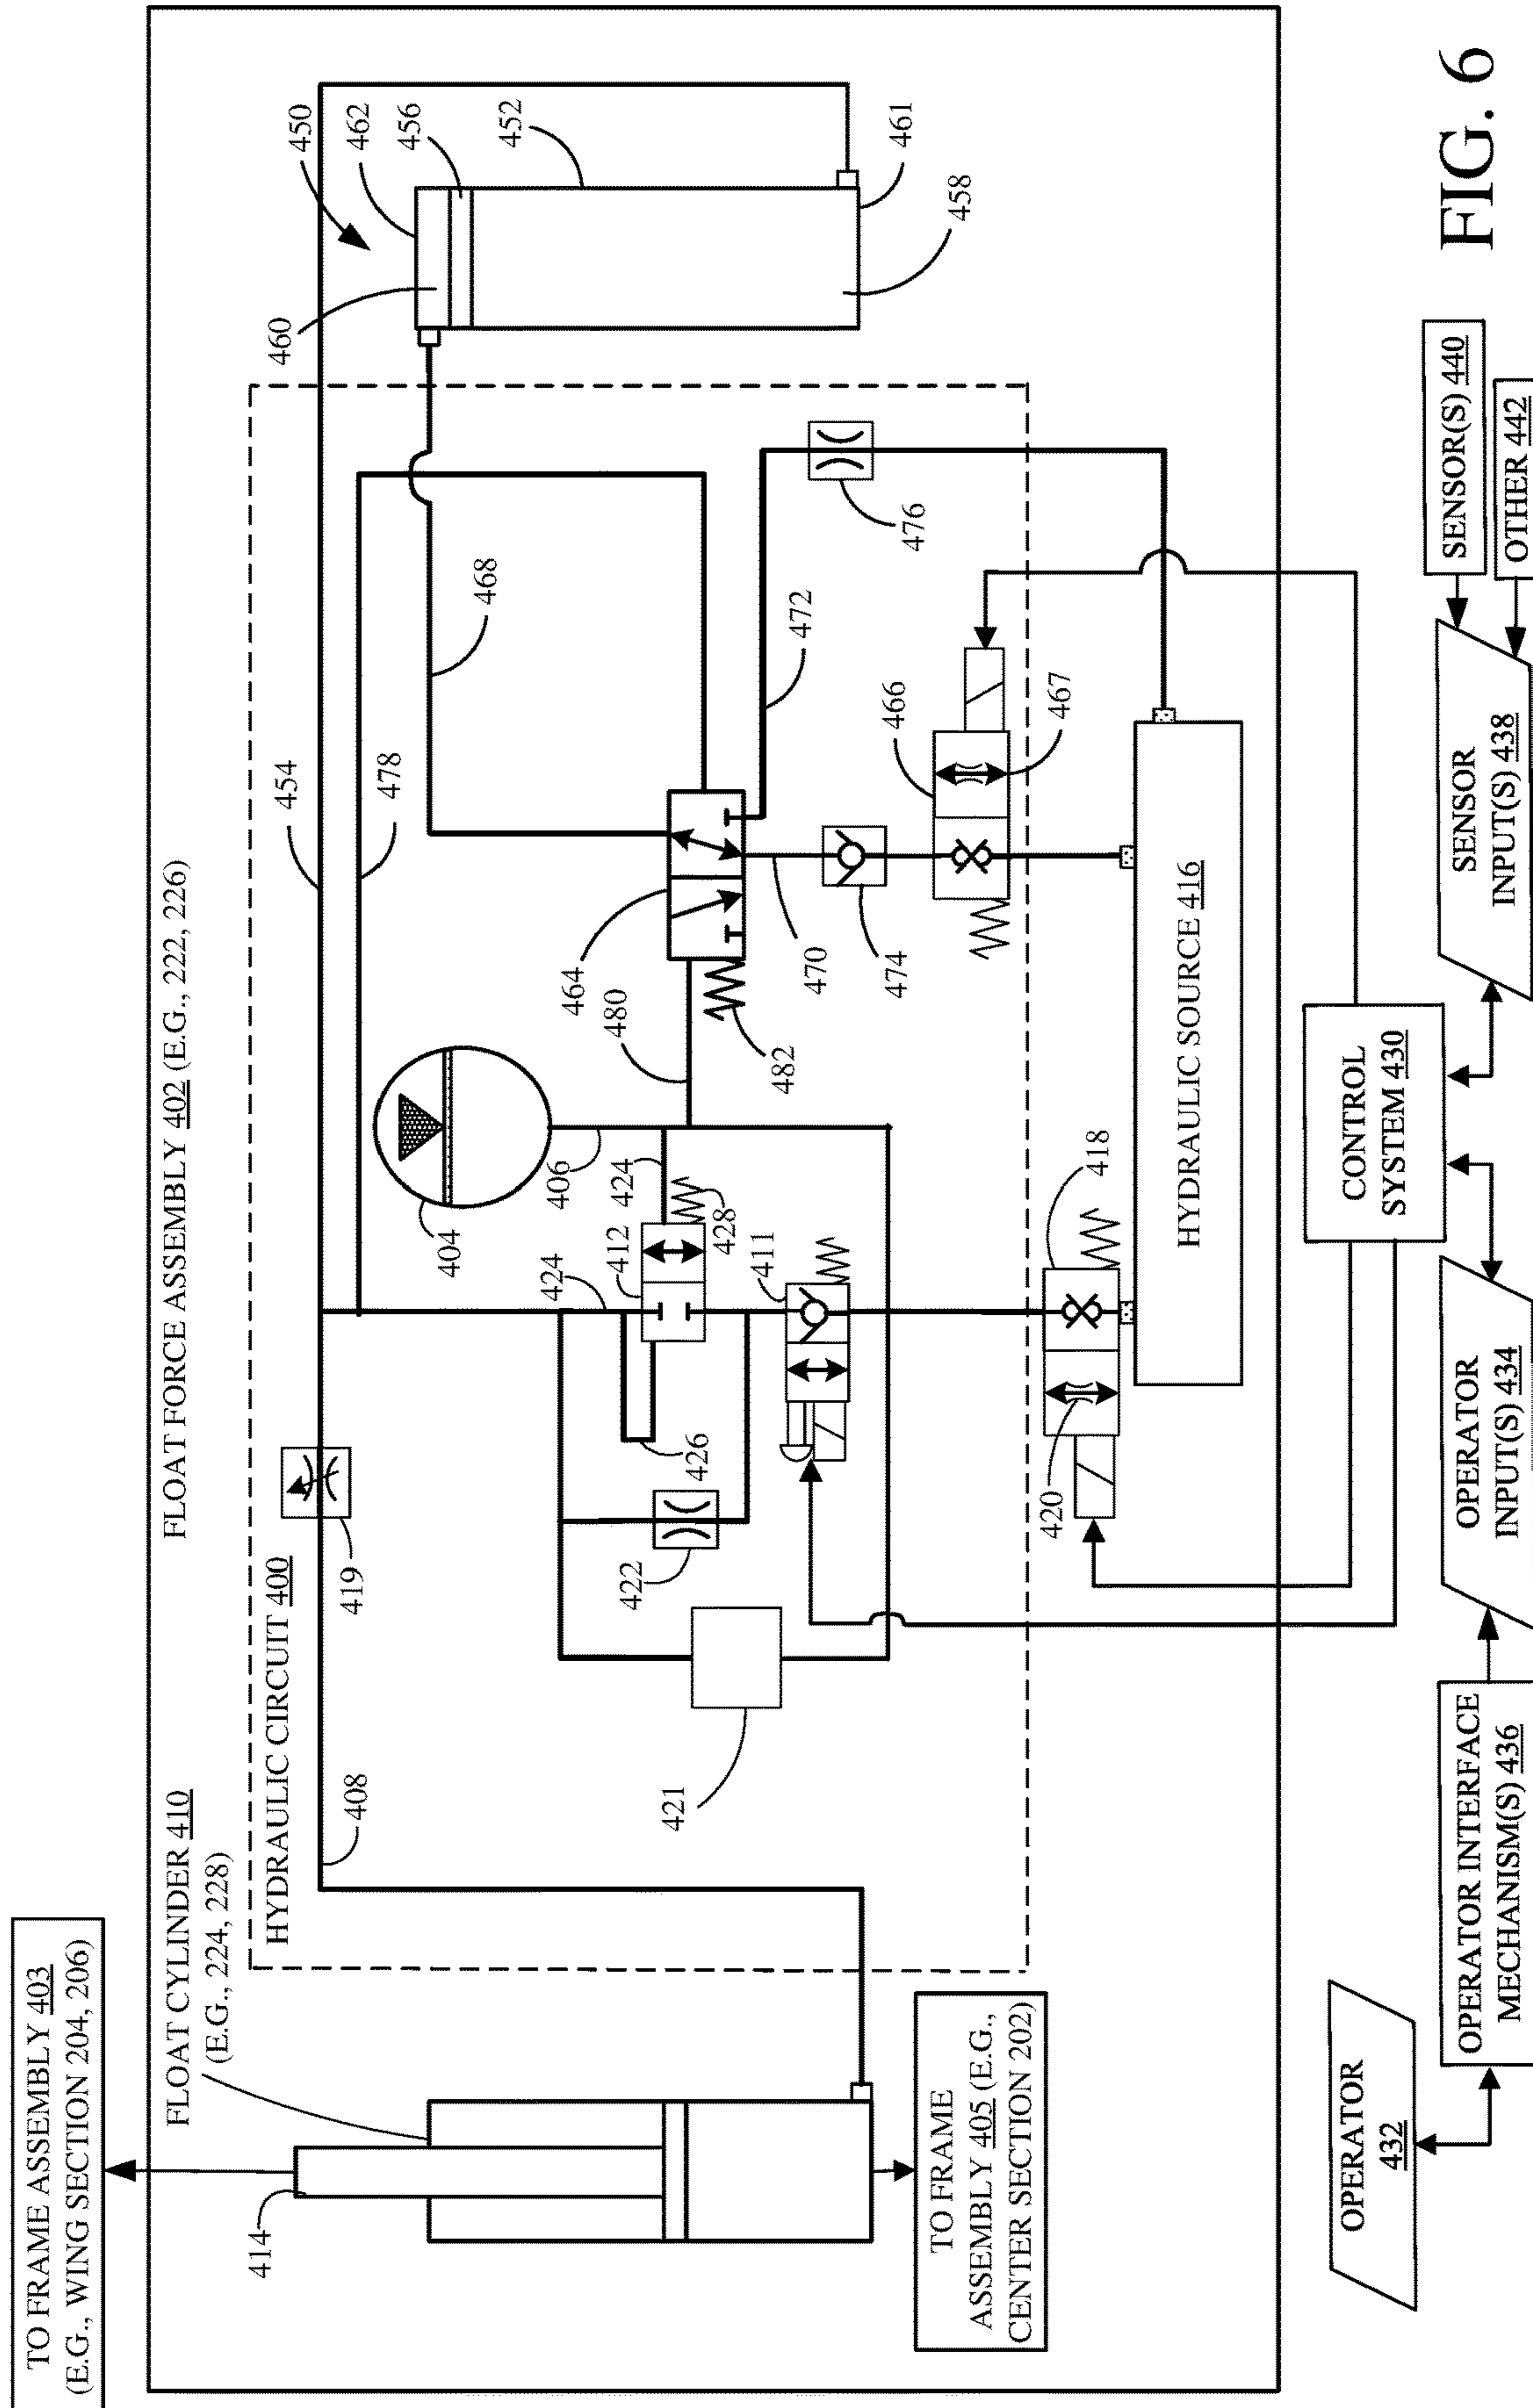 TO FRAME ASSEMBLY 403
(E.G., WING SECTION 204, 206)
FLOAT CYLINDER 410
(E.G., 224, 228)
FLOAT FORCE ASSEMBLY 402 (E.G., 222, 226)
414
HYDRAULIC CIRCUIT 400
408
419
454
478
468
450
462
456
452
460
461
458
404
406
424
424
412
428
411
426
422
421
480
464
482
470
474
472
476
466
467
418
420
TO FRAME
ASSEMBLY 405 (E.G.,
CENTER SECTION 202)
HYDRAULIC SOURCE 416
OPERATOR
432
OPERATOR INTERFACE
MECHANISM(S) 436
OPERATOR
INPUT(S) 434
CONTROL
SYSTEM 430
SENSOR
INPUT(S) 438
SENSOR(S) 440
OTHER 442
FIG. 6